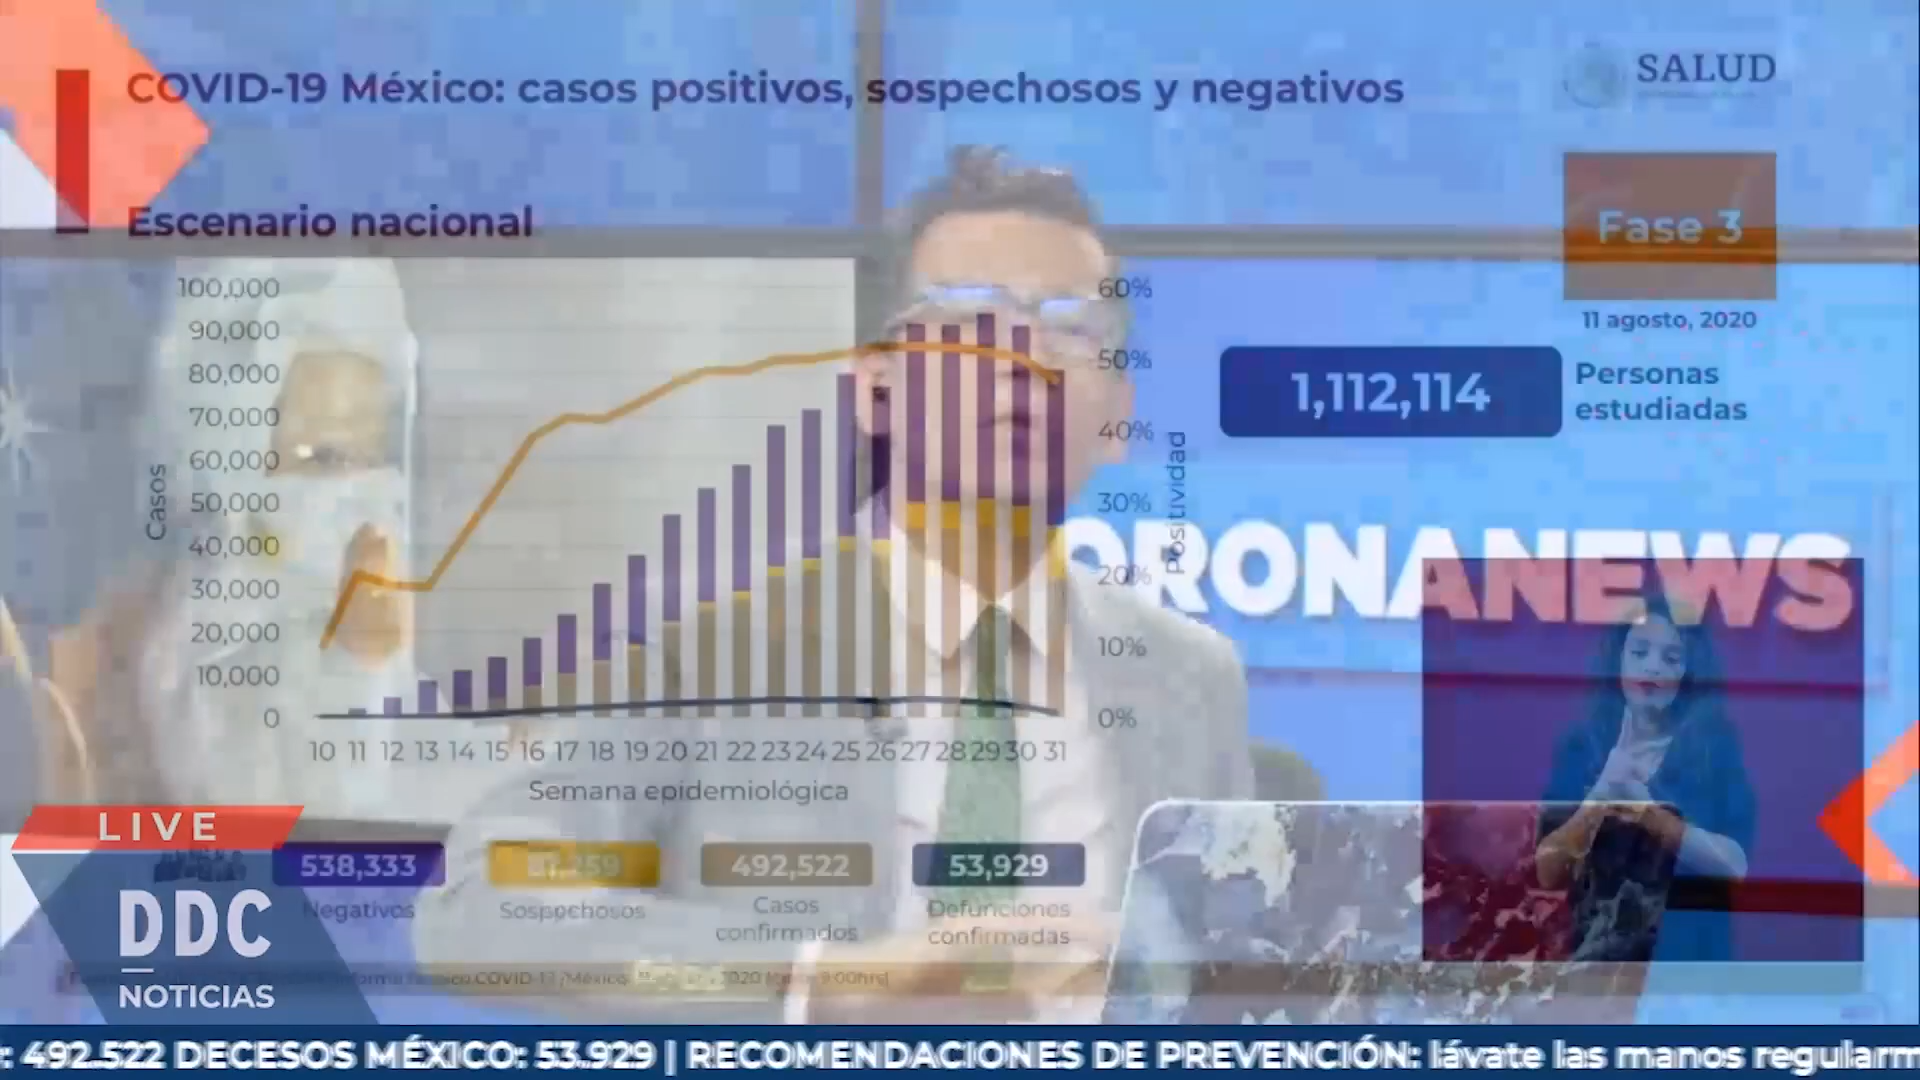 COVID-19 México: casos positivos, sospechosos y negativos
SALUD
Escenario nacional
Fase 3
11 agosto, 2020
1,112,114
Personas
estudiadas
100,000
90,000
80,000
70,000
60,000
50,000
40,000
30,000
20,000
10,000
0
Casos
60%
50%
40%
30%
20%
10%
0%
Positividad
10 11 12 13 14 15 16 17 18 19 20 21 22 23 24 25 26 27 28 29 30 31
Semana epidemiológica
ORONANEWS
538,333
Negativos
Sospechosos
492,522
Casos
confirmados
53,929
Defunciones
confirmadas
LIVE
DDC
NOTICIAS
: 492.522 DECESOS MÉXICO: 53.929 | RECOMENDACIONES DE PREVENCIÓN: lávate las manos regularm